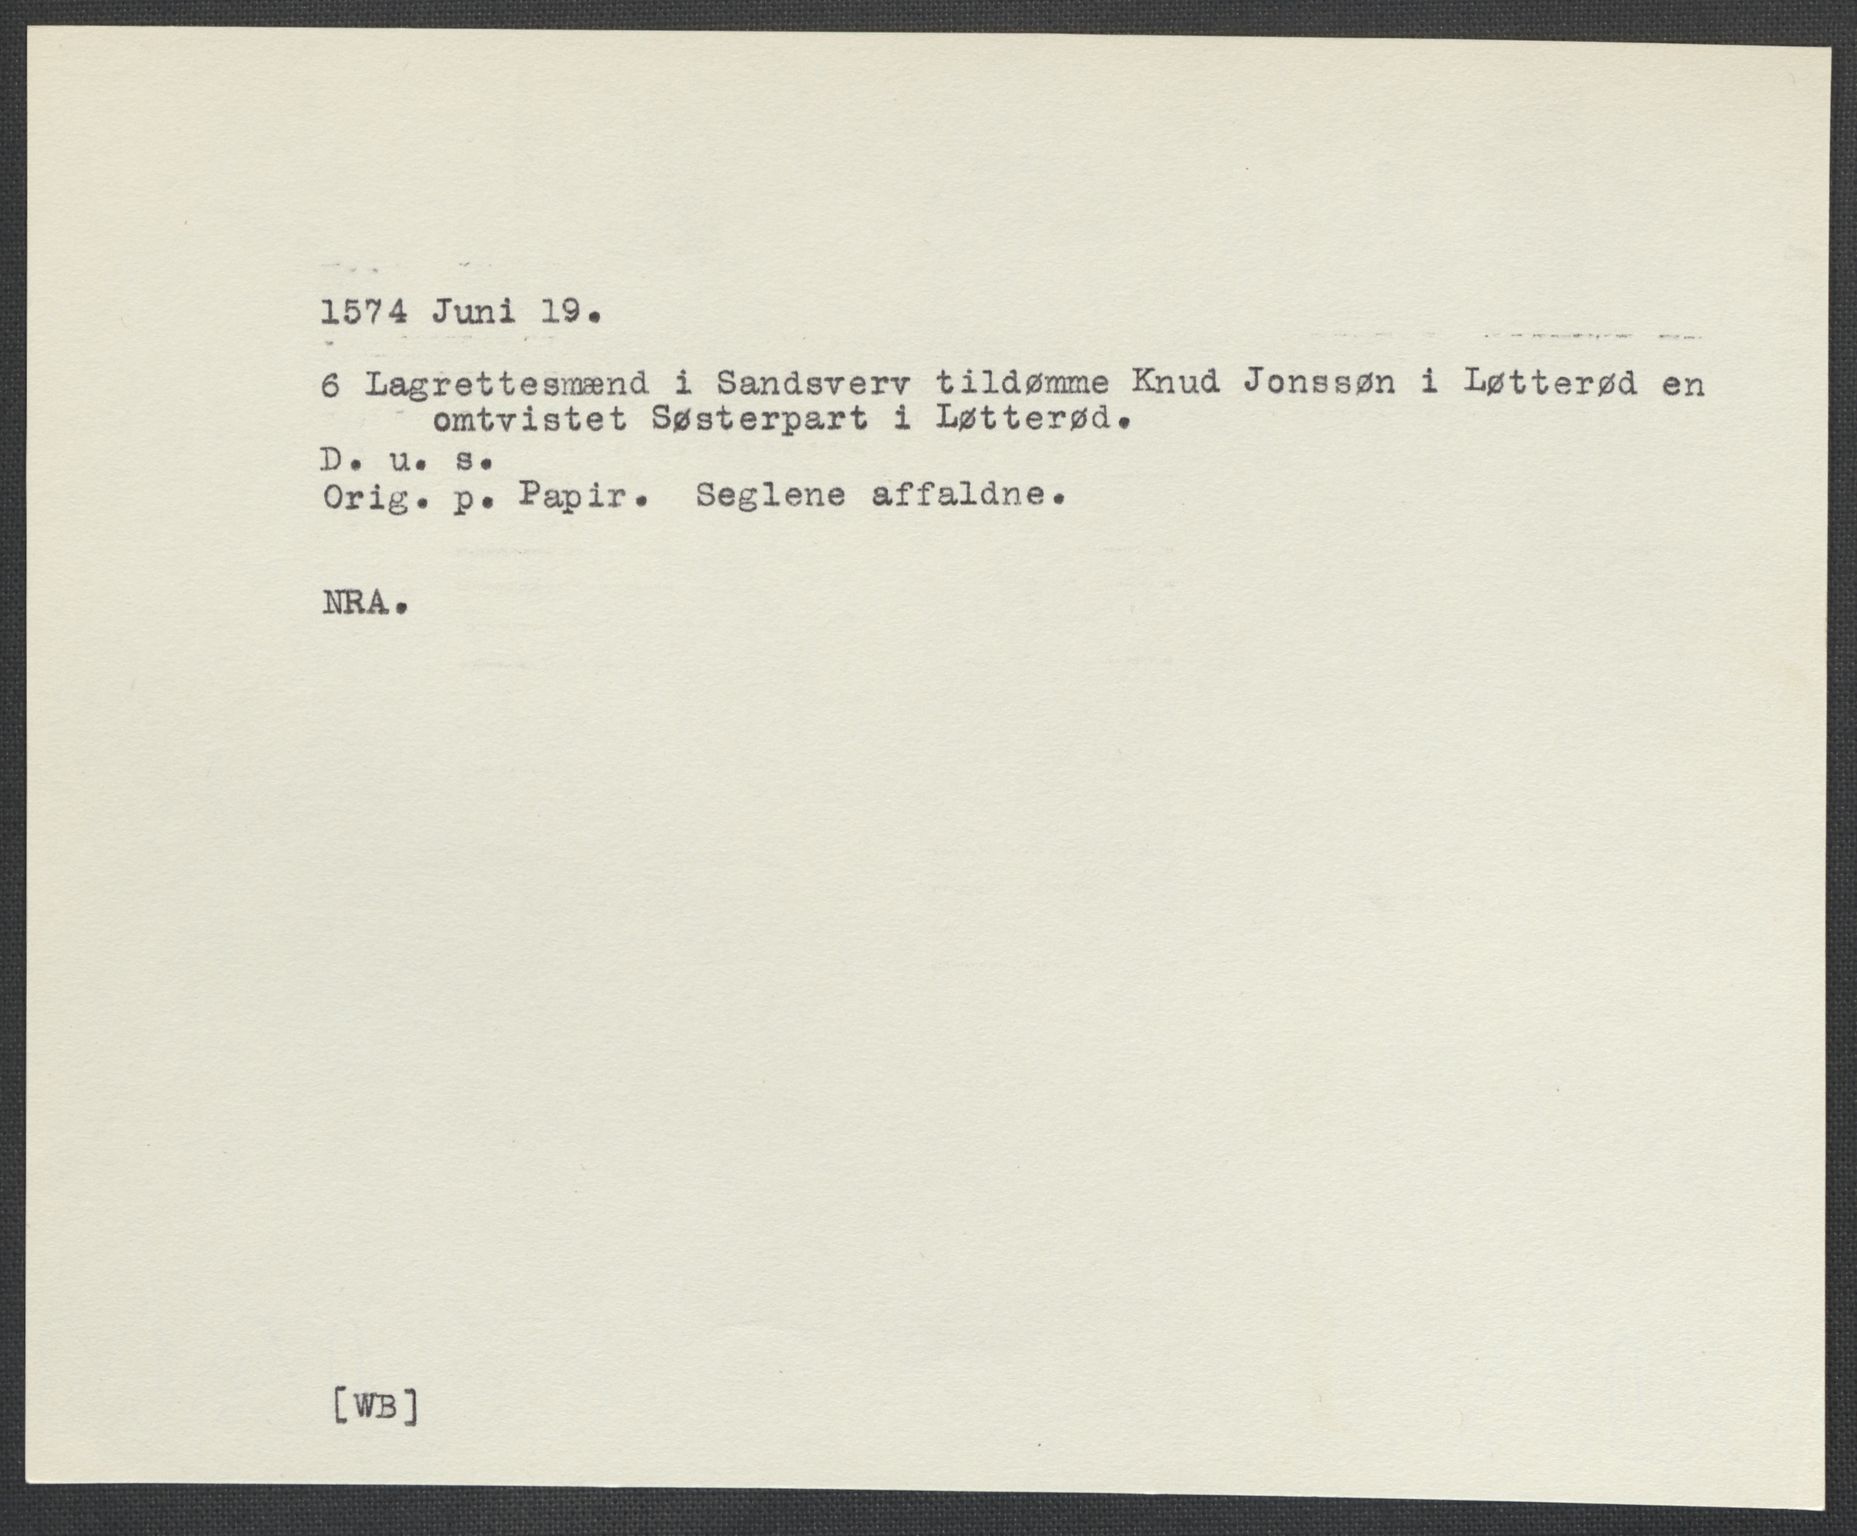 1574 Juni 19.
6 Lagrettesmænd i Sandsverv tildømme Knud Jonssøn i Løtterød en
omtvistet Søsterpart i Løtterød.
D. u. s.
Orig. p. Papir. Seglene affaldne.
NRA.
[WB]